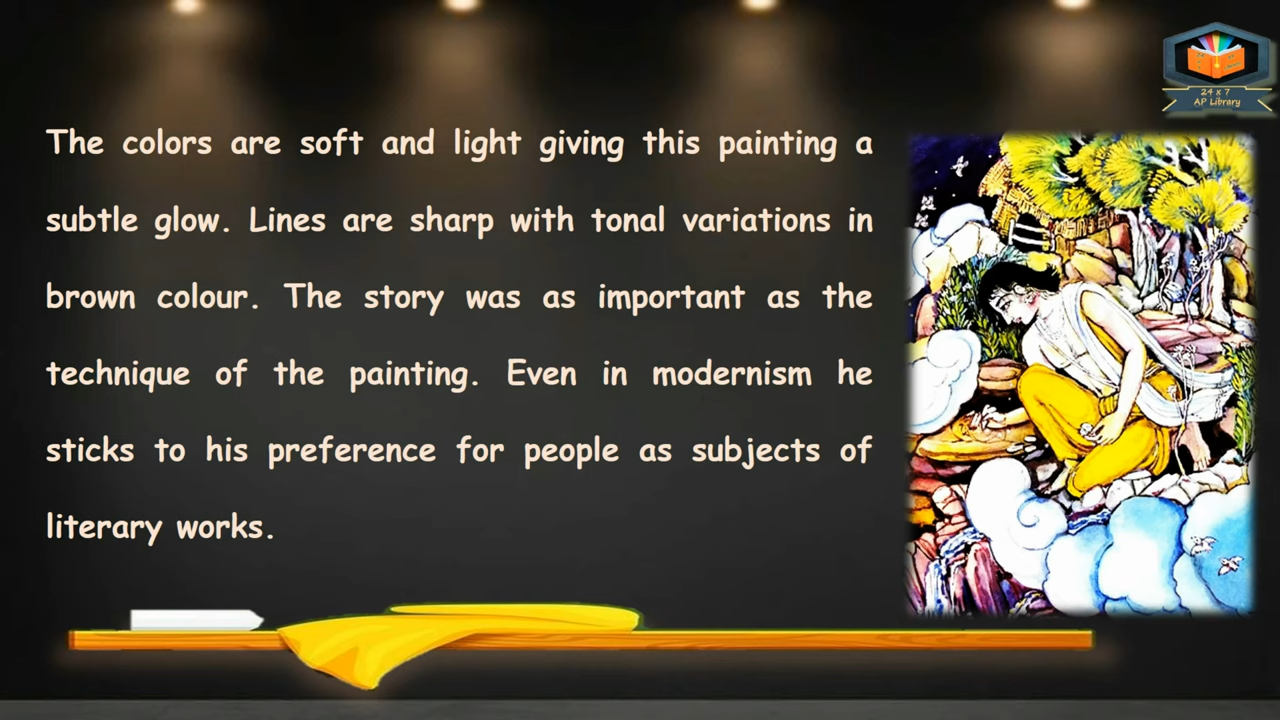 24 x 7
AP Library
The colors are soft and light giving this painting a
subtle glow. Lines are sharp with tonal variations in
brown colour. The story was as important as the
technique of the painting. Even in modernism he
sticks to his preference for people as subjects of
literary works.